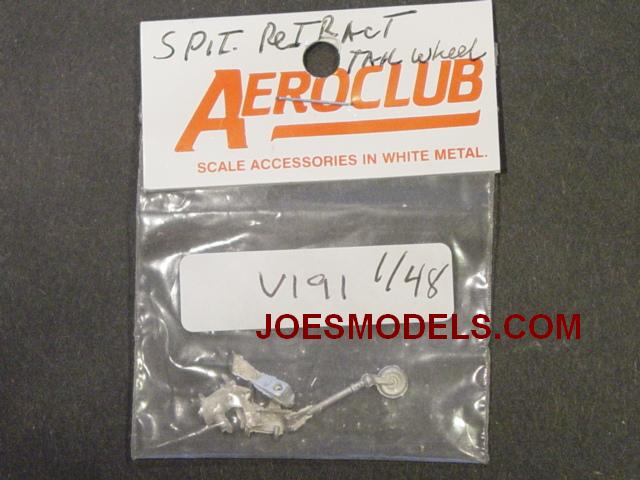 SPIT. ReTRACT
TAIL wheel
AEROCLUB
SCALE ACCESSORIES IN WHITE METAL.
V191 1/48
JOESMODELS.COM